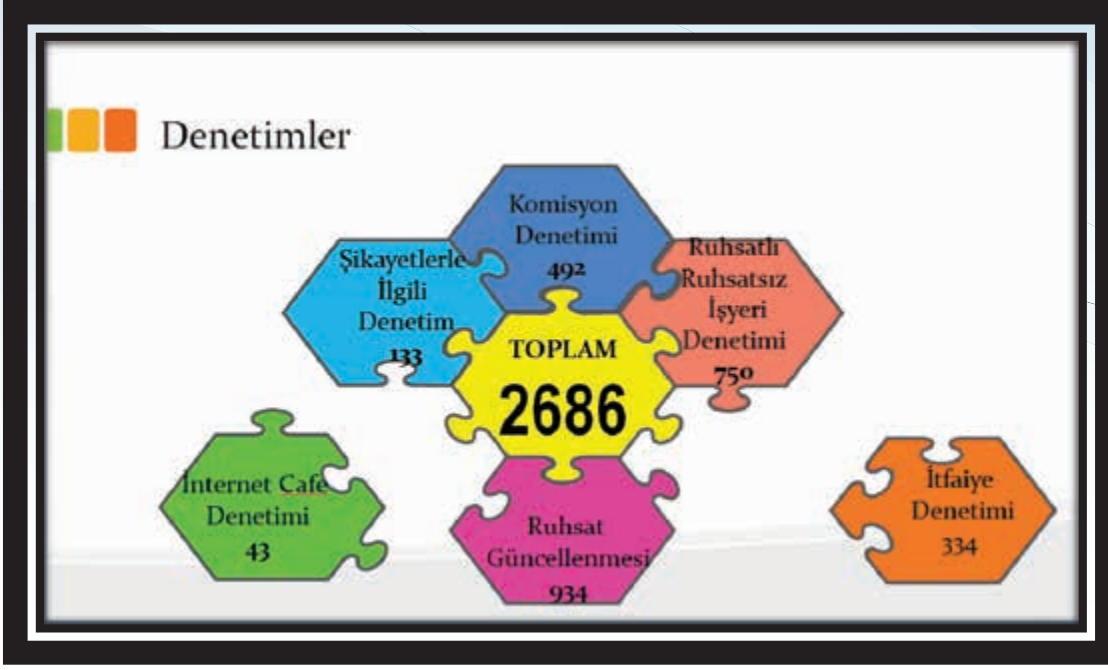 Denetimler
Komisyon
Denetimi
492
Şikayetlerle
İlgili
Denetim
133
Ruhsatlı
Ruhsatsız
İşyeri
Denetimi
750
TOPLAM
2686
İnternet Cafe
Denetimi
43
Ruhsat
Güncellenmesi
934
İtfaiye
Denetimi
334